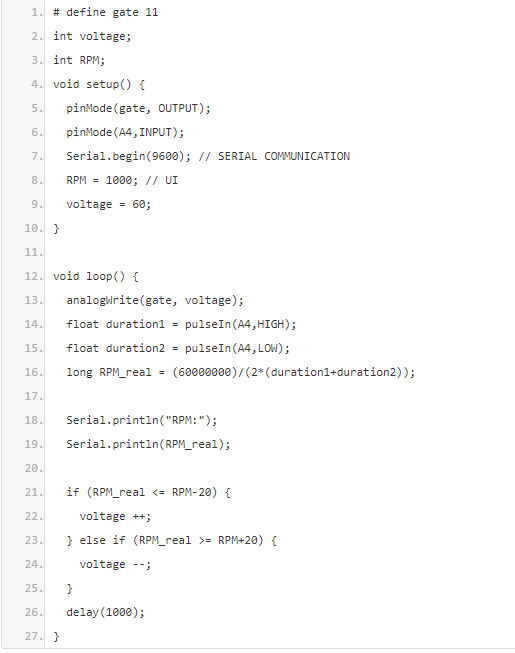 1. # define gate 11
2. int voltage;
3. int RPM;
4. void setup() {
5.   pinMode(gate, OUTPUT);
6.   pinMode(A4,INPUT);
7.   Serial.begin(9600); // SERIAL COMMUNICATION
8.   RPM = 1000; // UI
9.   voltage = 60;
10. }
11.
12. void loop() {
13.   analogWrite(gate, voltage);
14.   float duration1 = pulseIn(A4,HIGH);
15.   float duration2 = pulseIn(A4,LOW);
16.   long RPM_real = (60000000)/(2*(duration1+duration2));
17.
18.   Serial.println("RPM:");
19.   Serial.println(RPM_real);
20.
21.   if (RPM_real <= RPM-20) {
22.     voltage ++;
23.   } else if (RPM_real >= RPM+20) {
24.     voltage --;
25.   }
26.   delay(1000);
27. }